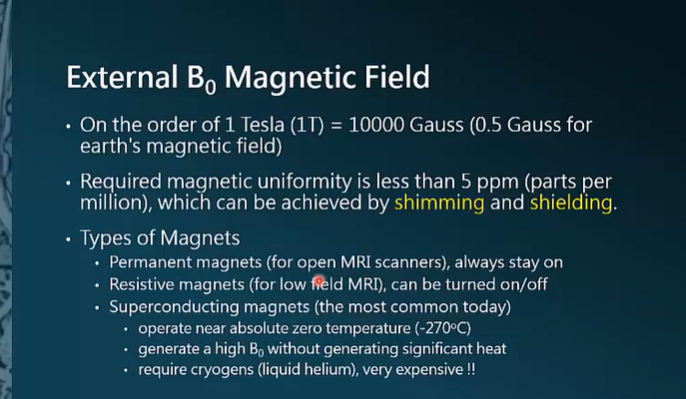 External B₀ Magnetic Field
• On the order of 1 Tesla (1T) = 10000 Gauss (0.5 Gauss for
earth's magnetic field)
• Required magnetic uniformity is less than 5 ppm (parts per
million), which can be achieved by shimming and shielding.
• Types of Magnets
• Permanent magnets (for open MRI scanners), always stay on
• Resistive magnets (for low field MRI), can be turned on/off
• Superconducting magnets (the most common today)
• operate near absolute zero temperature (-270ºC)
• generate a high B₀ without generating significant heat
• require cryogens (liquid helium), very expensive !!